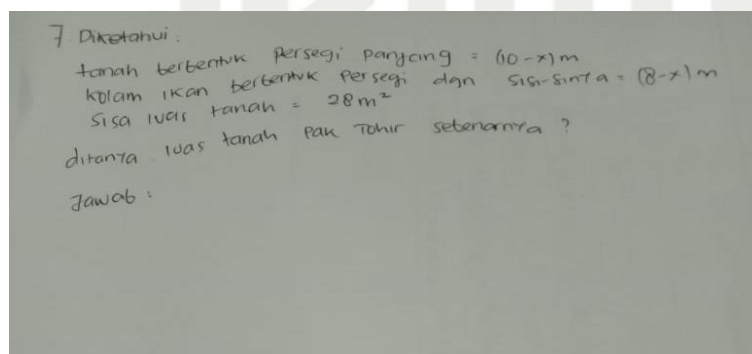 7 Diketahui :
tanah berbentuk Persegi panjang = (10-x) m
kolam ikan berbentuk Persegi dgn sisi-sinya = (8-x) m
Sisa luas tanah = 28 m²
ditanya luas tanah pak Tohir sebenarnya ?
Jawab :